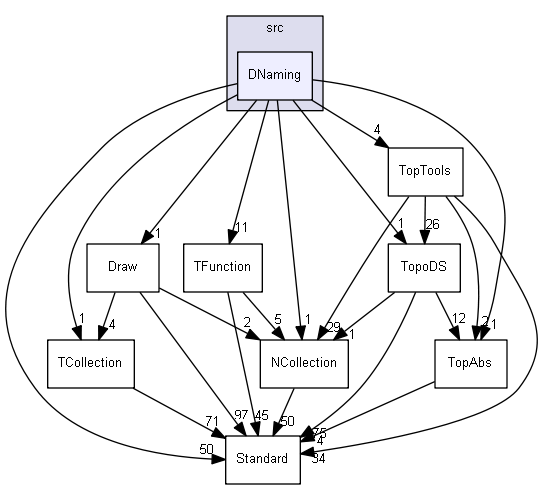 src
DNaming
4
TopTools
1
11
1
26
Draw
TFunction
TopoDS
1
4
2
5
1
29
1
12
2
1
TCollection
NCollection
TopAbs
71
97
45
50
75
4
50
34
Standard